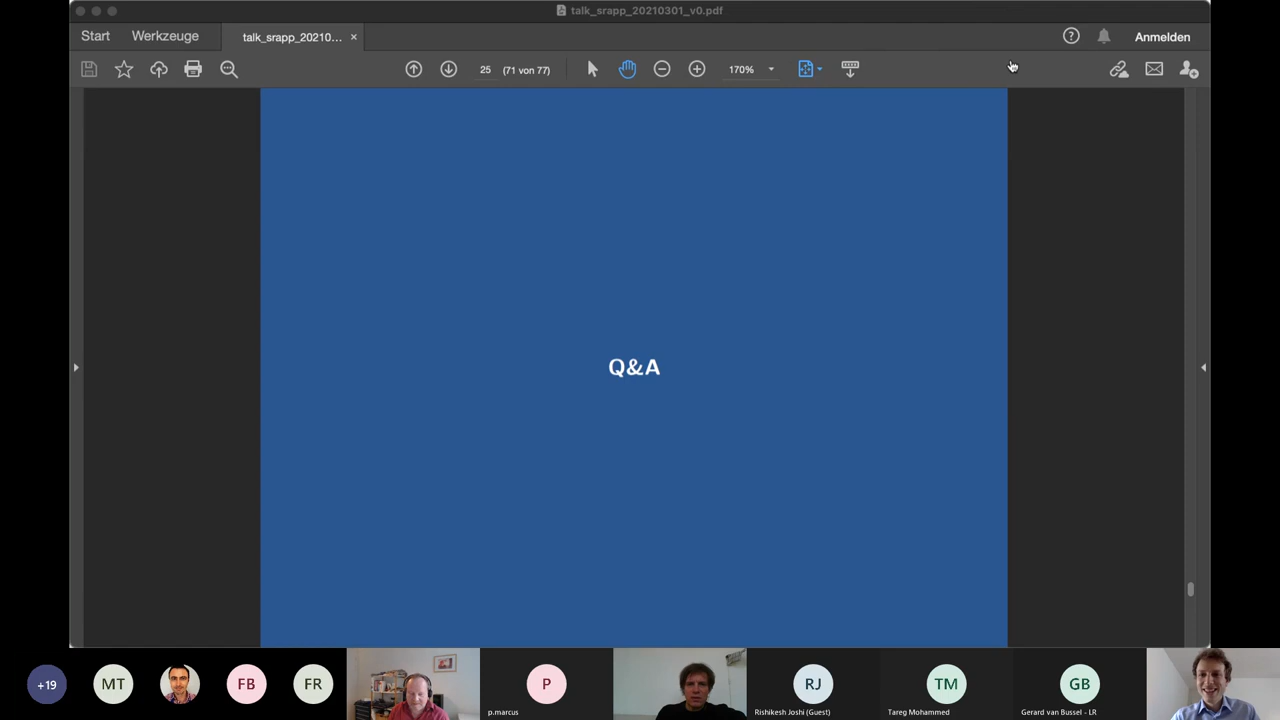 talk_srapp_20210301_v0.pdf
Start Werkzeuge talk_srapp_20210... × Anmelden
25 (71 von 77) 170%
Q&A
+19 MT FB FR P RJ TM GB
p.marcus Rishikesh Joshi (Guest) Tareg Mohammed Gerard van Bussel - LR